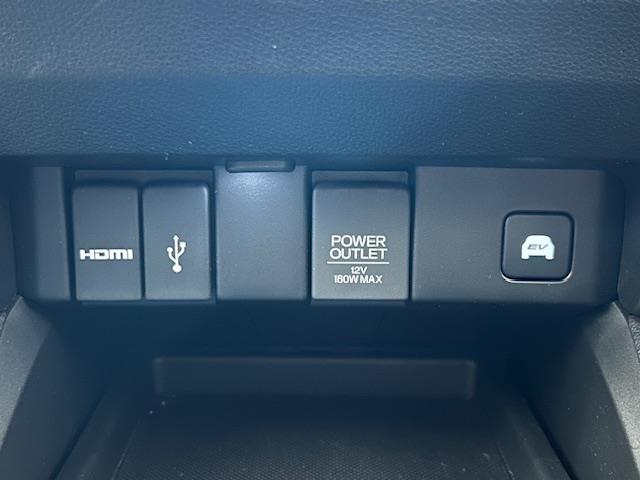 HDMI
POWER
OUTLET
12V
180W MAX
EV